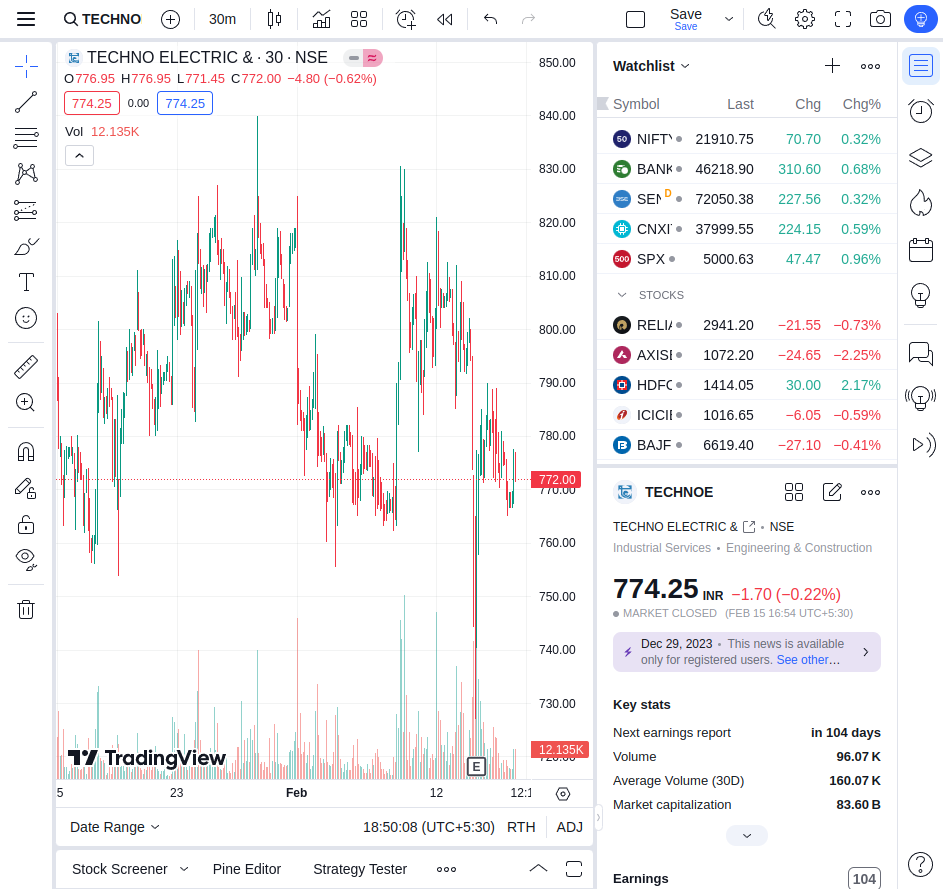 TECHNO
30m
Save
Save
TECHNO ELECTRIC & · 30 · NSE
O776.95 H776.95 L771.45 C772.00 −4.80 (−0.62%)
774.25 0.00 774.25
Vol 12.135K
850.00
840.00
830.00
820.00
810.00
800.00
790.00
780.00
772.00
770.00
760.00
750.00
740.00
730.00
12.135K
720.00
TradingView
E
5 23 Feb 12 12:1
Date Range 18:50:08 (UTC+5:30) RTH ADJ
Stock Screener Pine Editor Strategy Tester
Watchlist
Symbol Last Chg Chg%
50 NIFTY 21910.75 70.70 0.32%
BANK 46218.90 310.60 0.68%
SEN D 72050.38 227.56 0.32%
CNXIT 37999.55 224.15 0.59%
500 SPX 5000.63 47.47 0.96%
STOCKS
RELIA 2941.20 −21.55 −0.73%
AXISB 1072.20 −24.65 −2.25%
HDFC 1414.05 30.00 2.17%
ICICIB 1016.65 −6.05 −0.59%
BAJF 6619.40 −27.10 −0.41%
TECHNOE
TECHNO ELECTRIC & • NSE
Industrial Services • Engineering & Construction
774.25 INR −1.70 (−0.22%)
MARKET CLOSED (FEB 15 16:54 UTC+5:30)
Dec 29, 2023 • This news is available
only for registered users. See other…
Key stats
Next earnings report in 104 days
Volume 96.07 K
Average Volume (30D) 160.07 K
Market capitalization 83.60 B
Earnings 104